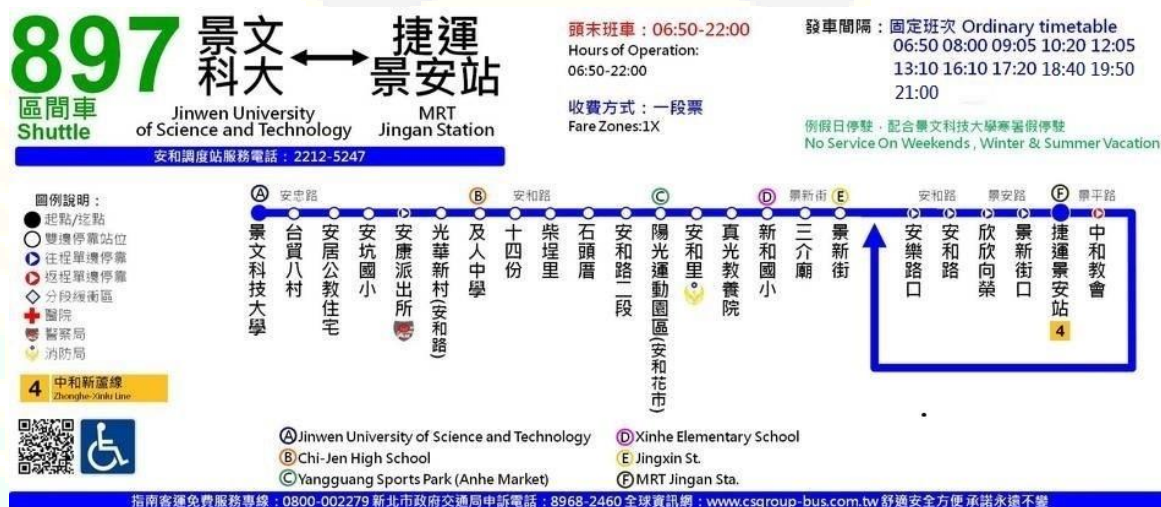 897
區間車
Shuttle
景文
科大
Jinwen University
of Science and Technology
捷運
景安站
MRT
Jingan Station
安和調度站服務電話：2212-5247
頭末班車：06:50-22:00
Hours of Operation:
06:50-22:00
收費方式：一段票
Fare Zones:1X
發車間隔：固定班次 Ordinary timetable
06:50 08:00 09:05 10:20 12:05
13:10 16:10 17:20 18:40 19:50
21:00
例假日停駛，配合景文科技大學寒暑假停駛
No Service On Weekends , Winter & Summer Vacation
圖例說明：
起點/迄點
雙邊停靠站位
往程單邊停靠
返程單邊停靠
分段緩衝區
醫院
警察局
消防局
4 中和新蘆線
Zhonghe-Xinlu Line
A 安忠路 B 安和路 C D 景新街 E 安和路 景安路 F 景平路
景文科技大學
台貿八村
安居公教住宅
安坑國小
安康派出所
光華新村(安和路)
及人中學
十四份
柴埕里
石頭厝
安和路二段
陽光運動園區(安和花市)
安和里
真光教養院
新和國小
三介廟
景新街
安樂路口
安和路
欣欣向榮
景新街口
捷運景安站
4
中和教會
A Jinwen University of Science and Technology
B Chi-Jen High School
C Yangguang Sports Park (Anhe Market)
D Xinhe Elementary School
E Jingxin St.
F MRT Jingan Sta.
指南客運免費服務專線：0800-002279 新北市政府交通局申訴電話：8968-2460 全球資訊網：www.csgroup-bus.com.tw 舒適安全方便 承諾永遠不變